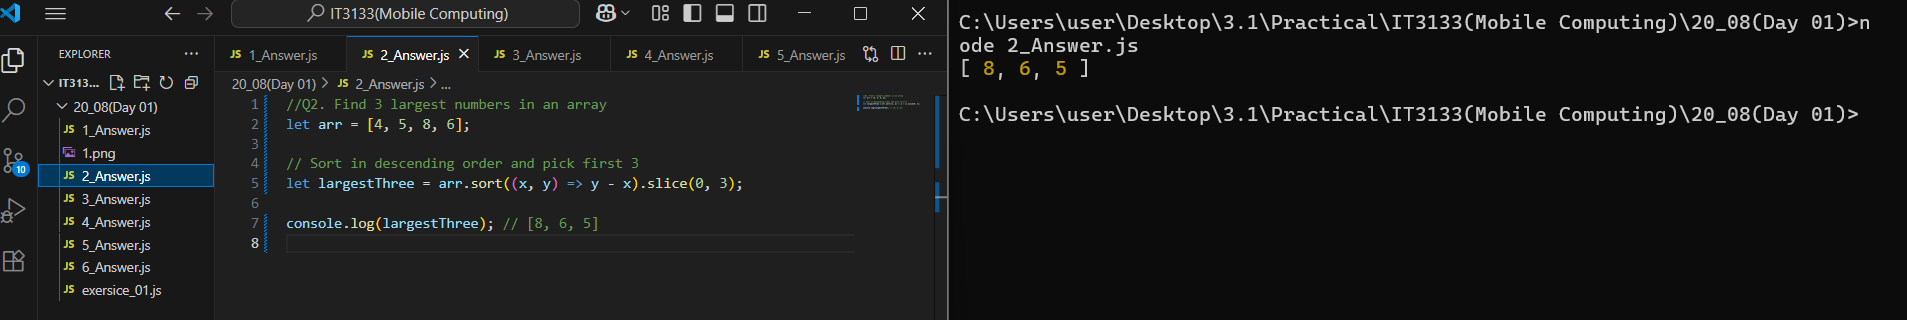 IT3133(Mobile Computing)
EXPLORER
IT313...
20_08(Day 01)
JS 1_Answer.js
1.png
JS 2_Answer.js
JS 3_Answer.js
JS 4_Answer.js
JS 5_Answer.js
JS 6_Answer.js
JS exersice_01.js
10
JS 1_Answer.js JS 2_Answer.js JS 3_Answer.js JS 4_Answer.js JS 5_Answer.js
20_08(Day 01) > JS 2_Answer.js > ...
1 //Q2. Find 3 largest numbers in an array
2 let arr = [4, 5, 8, 6];
3
4 // Sort in descending order and pick first 3
5 let largestThree = arr.sort((x, y) => y - x).slice(0, 3);
6
7 console.log(largestThree); // [8, 6, 5]
8
C:\Users\user\Desktop\3.1\Practical\IT3133(Mobile Computing)\20_08(Day 01)>n
ode 2_Answer.js
[ 8, 6, 5 ]
C:\Users\user\Desktop\3.1\Practical\IT3133(Mobile Computing)\20_08(Day 01)>